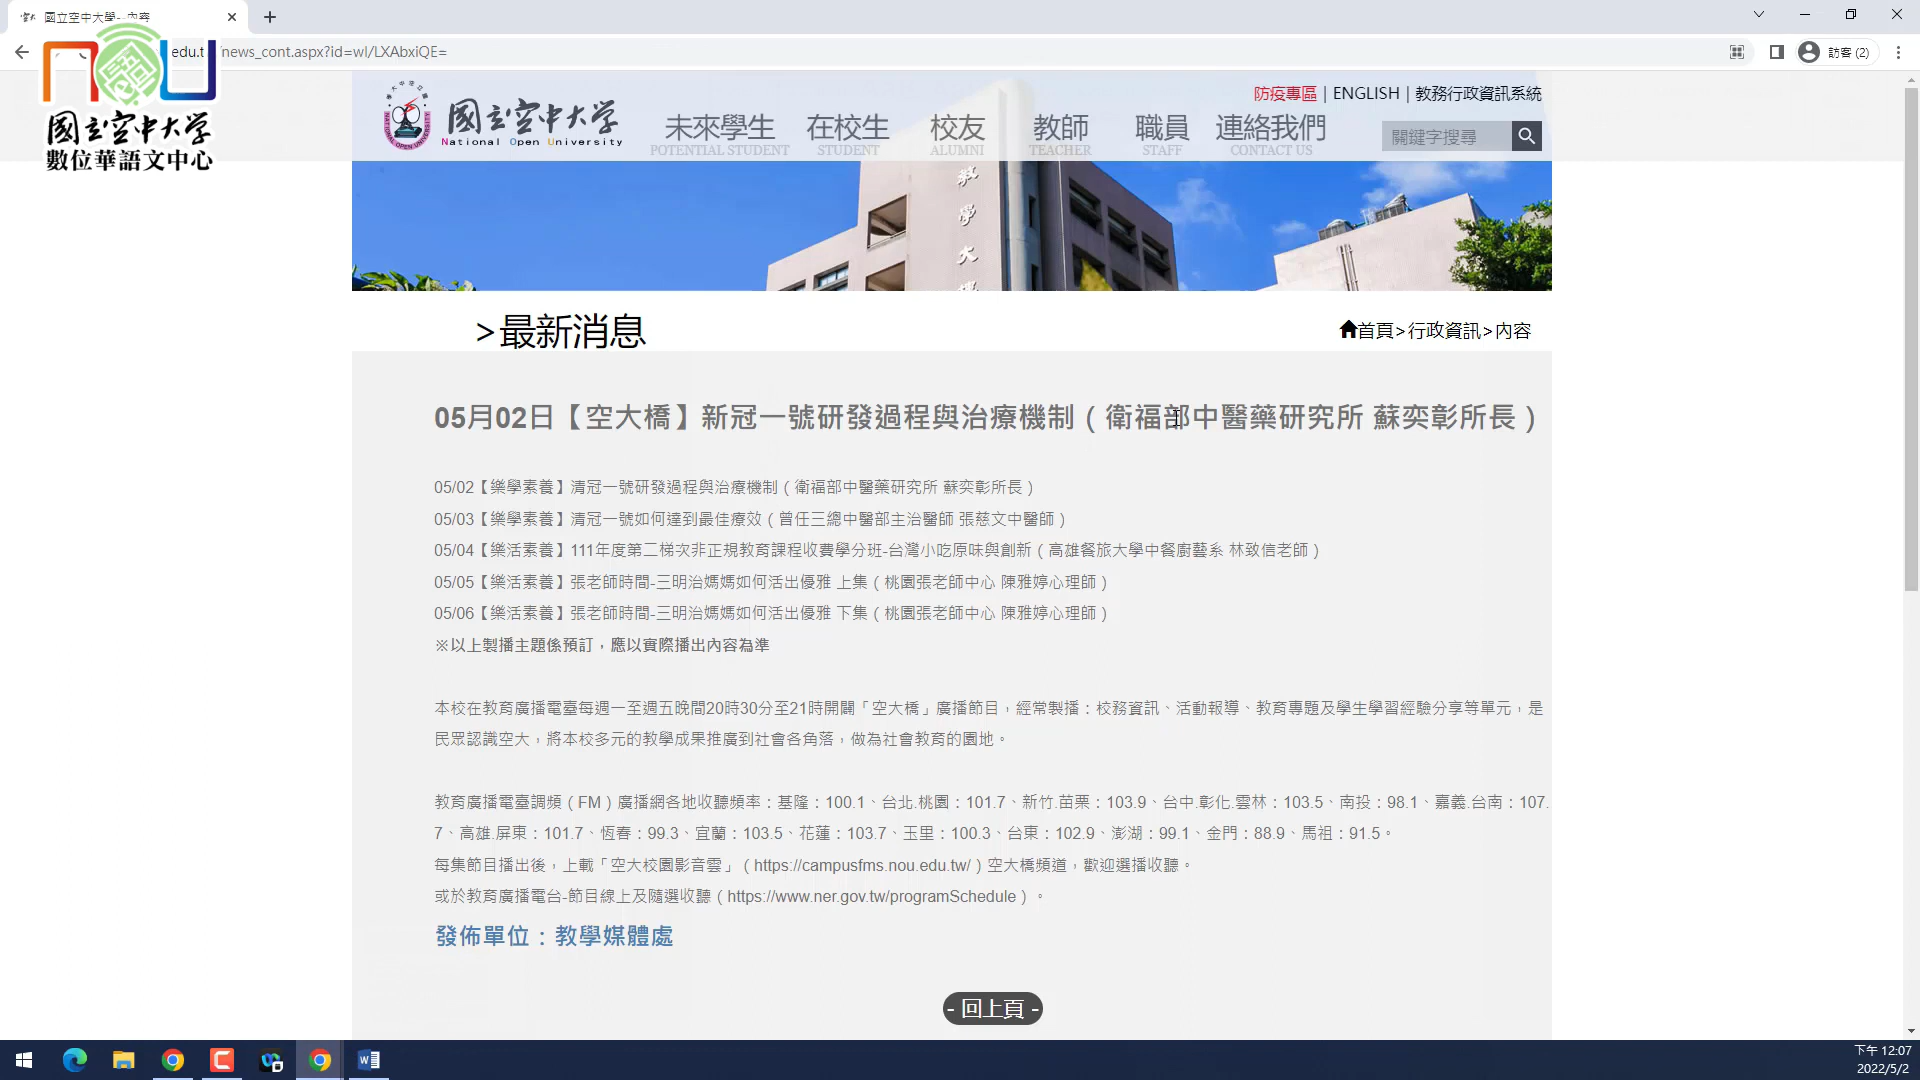 國立空中大學--內容
edu.t
/news_cont.aspx?id=wl/LXAbxiQE=
訪客 (2)
國立空中大学
數位華語文中心
國立空中大学
National Open University
防疫專區 | ENGLISH | 教務行政資訊系統
未來學生 在校生 校友 教師 職員 連絡我們
POTENTIAL STUDENT STUDENT ALUMNI TEACHER STAFF CONTACT US
關鍵字搜尋
教學大樓
>最新消息
首頁>行政資訊>內容
05月02日【空大橋】新冠一號研發過程與治療機制（衛福部中醫藥研究所 蘇奕彰所長）
05/02【樂學素養】清冠一號研發過程與治療機制（衛福部中醫藥研究所 蘇奕彰所長）
05/03【樂學素養】清冠一號如何達到最佳療效（曾任三總中醫部主治醫師 張慈文中醫師）
05/04【樂活素養】111年度第二梯次非正規教育課程收費學分班-台灣小吃原味與創新（高雄餐旅大學中餐廚藝系 林致信老師）
05/05【樂活素養】張老師時間-三明治媽媽如何活出優雅 上集（桃園張老師中心 陳雅婷心理師）
05/06【樂活素養】張老師時間-三明治媽媽如何活出優雅 下集（桃園張老師中心 陳雅婷心理師）
※以上製播主題係預訂，應以實際播出內容為準
本校在教育廣播電臺每週一至週五晚間20時30分至21時開闢「空大橋」廣播節目，經常製播：校務資訊、活動報導、教育專題及學生學習經驗分享等單元，是
民眾認識空大，將本校多元的教學成果推廣到社會各角落，做為社會教育的園地。
教育廣播電臺調頻（FM）廣播網各地收聽頻率：基隆：100.1、台北.桃園：101.7、新竹.苗栗：103.9、台中.彰化.雲林：103.5、南投：98.1、嘉義.台南：107.
7、高雄.屏東：101.7、恆春：99.3、宜蘭：103.5、花蓮：103.7、玉里：100.3、台東：102.9、澎湖：99.1、金門：88.9、馬祖：91.5。
每集節目播出後，上載「空大校園影音雲」（https://campusfms.nou.edu.tw/）空大橋頻道，歡迎選播收聽。
或於教育廣播電台-節目線上及隨選收聽（https://www.ner.gov.tw/programSchedule）。
發佈單位：教學媒體處
- 回上頁 -
下午 12:07
2022/5/2